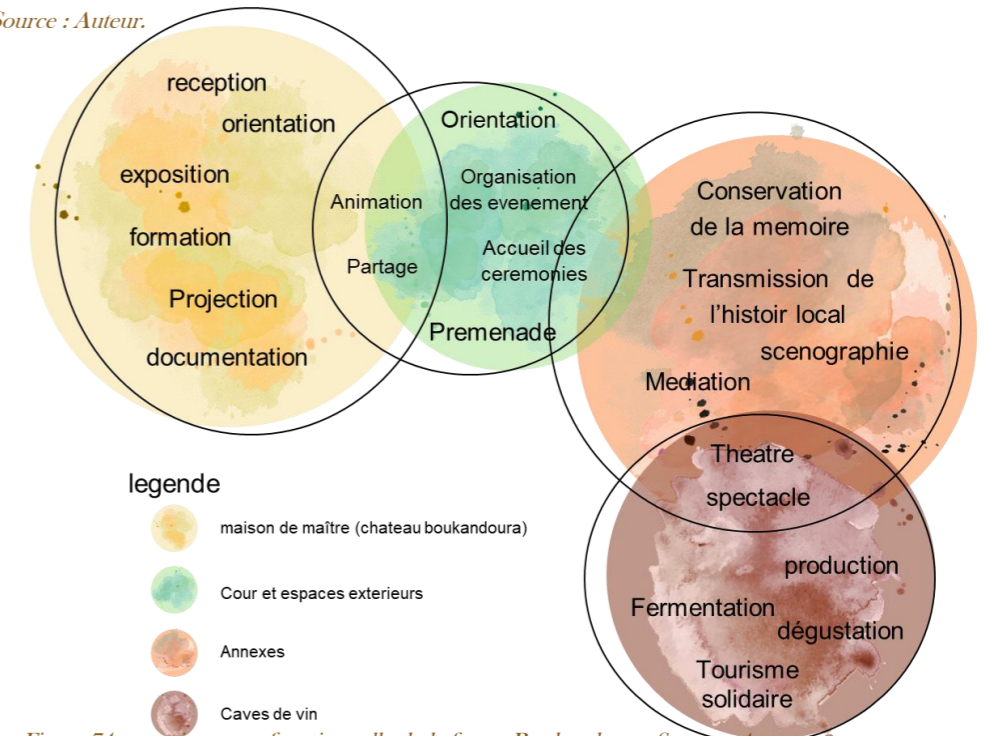 Source : Auteur.
reception
orientation
exposition
formation
Projection
documentation
Animation
Partage
Orientation
Organisation
des evenement
Accueil des
ceremonies
Premenade
Conservation
de la memoire
Transmission de
l'histoir local
scenographie
Mediation
Theatre
spectacle
production
Fermentation
dégustation
Tourisme
solidaire
legende
maison de maître (chateau boukandoura)
Cour et espaces exterieurs
Annexes
Caves de vin